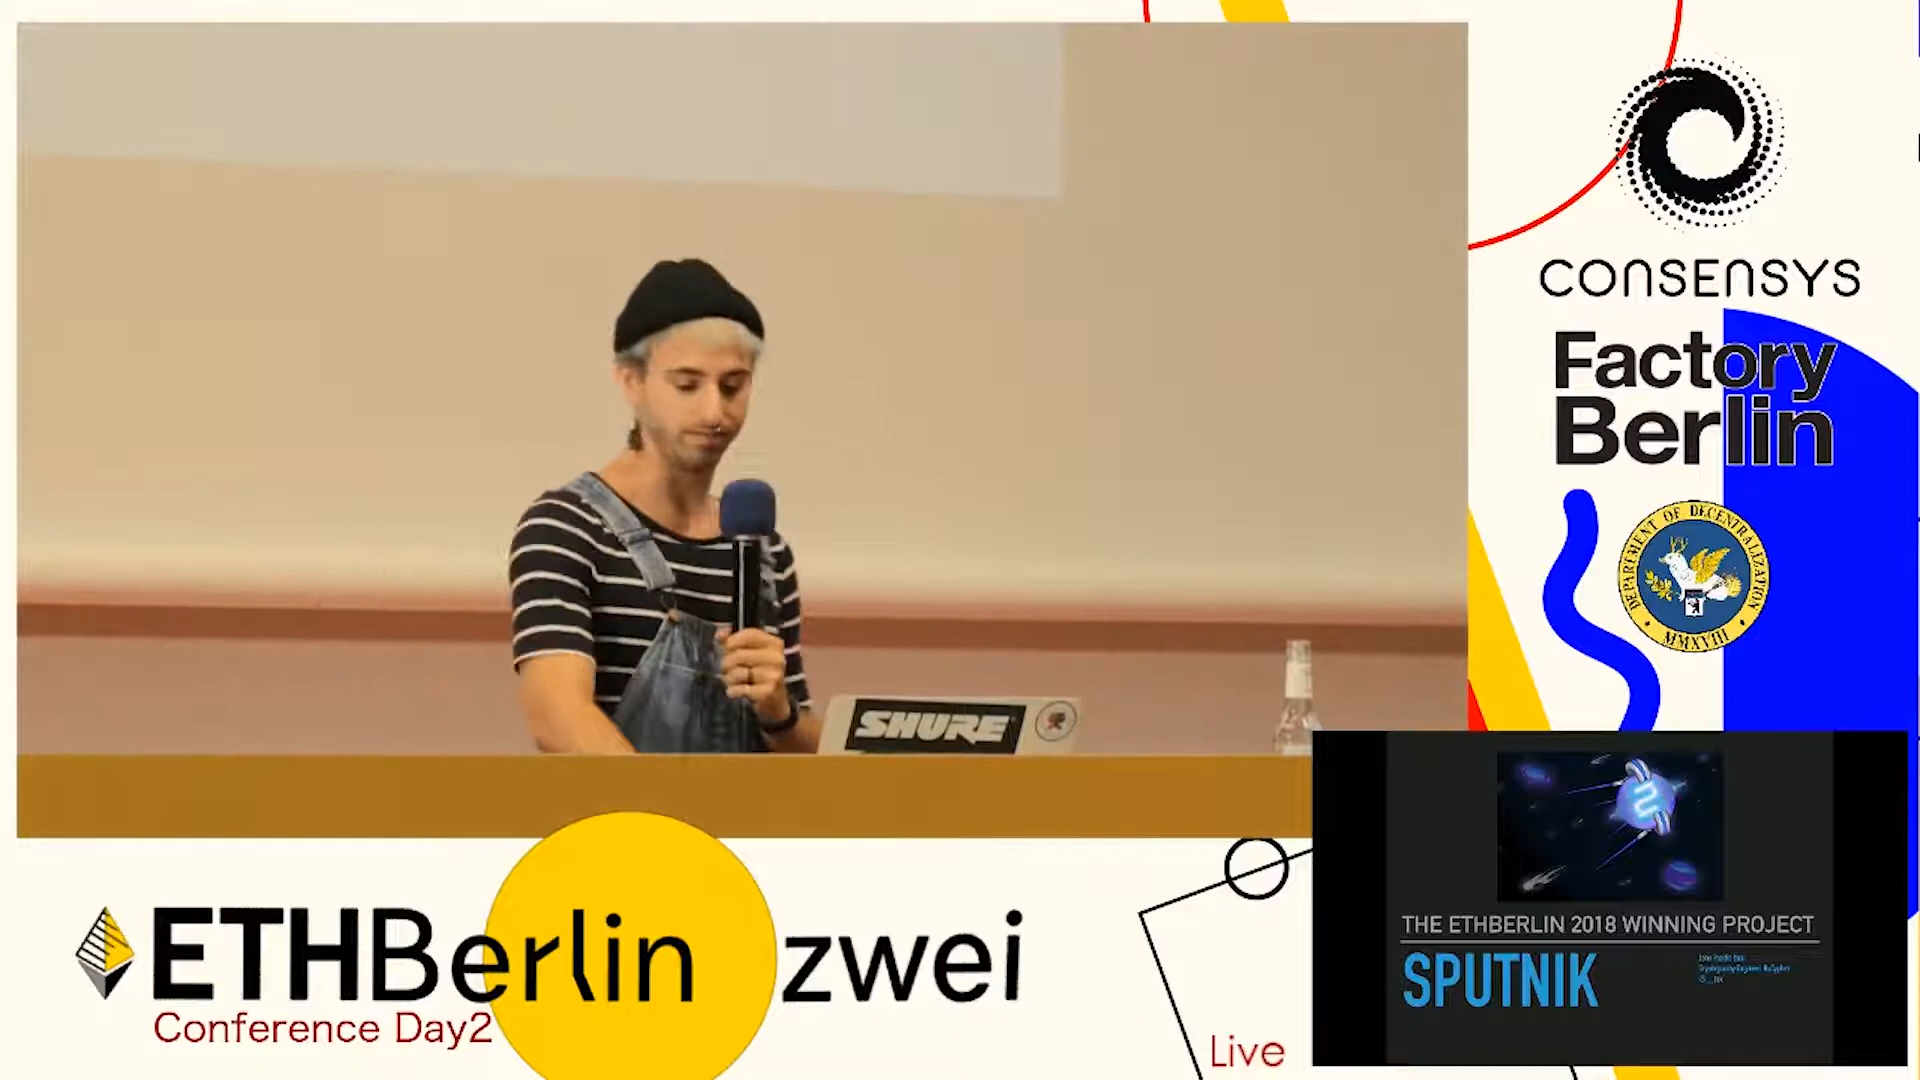 CONSENSYS
Factory
Berlin
DEPARTMENT OF DECENTRALIZATION
MMXVIII
SHURE
THE ETHBERLIN 2018 WINNING PROJECT
SPUTNIK
ETHBerlin zwei
Conference Day2
Live